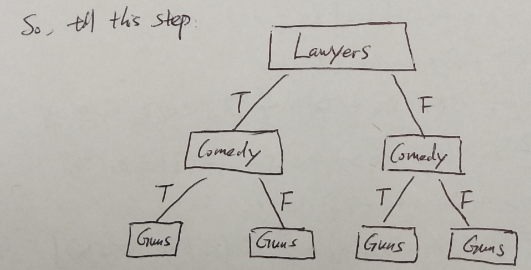 So, till this step.
Lawyers
T F
Comedy Comedy
T F T F
Guns Guns Guns Guns